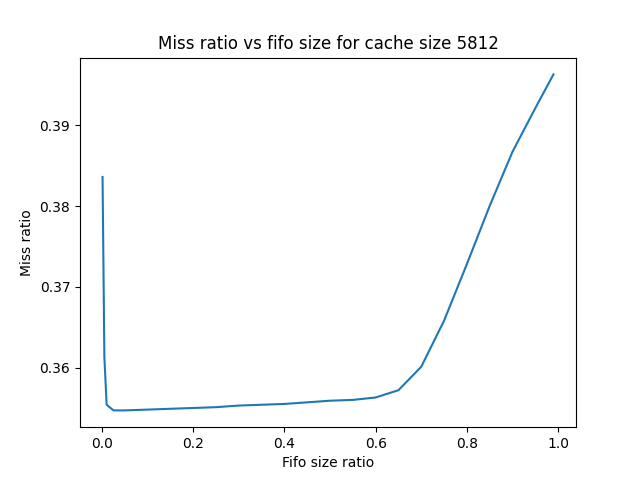 Miss ratio vs fifo size for cache size 5812
0.39
0.38
0.37
0.36
Miss ratio
0.0 0.2 0.4 0.6 0.8 1.0
Fifo size ratio